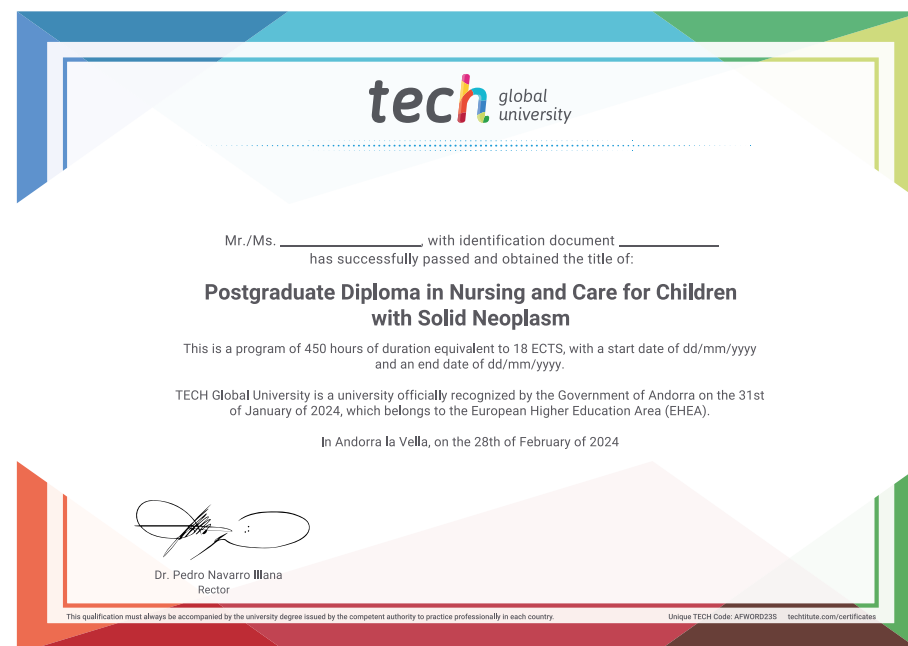 tech global university
Mr./Ms. ____________________, with identification document ______________
has successfully passed and obtained the title of:
Postgraduate Diploma in Nursing and Care for Children
with Solid Neoplasm
This is a program of 450 hours of duration equivalent to 18 ECTS, with a start date of dd/mm/yyyy
and an end date of dd/mm/yyyy.
TECH Global University is a university officially recognized by the Government of Andorra on the 31st
of January of 2024, which belongs to the European Higher Education Area (EHEA).
In Andorra la Vella, on the 28th of February of 2024
Dr. Pedro Navarro Illana
Rector
This qualification must always be accompanied by the university degree issued by the competent authority to practice professionally in each country. Unique TECH Code: AFWORD23S techtitute.com/certificates